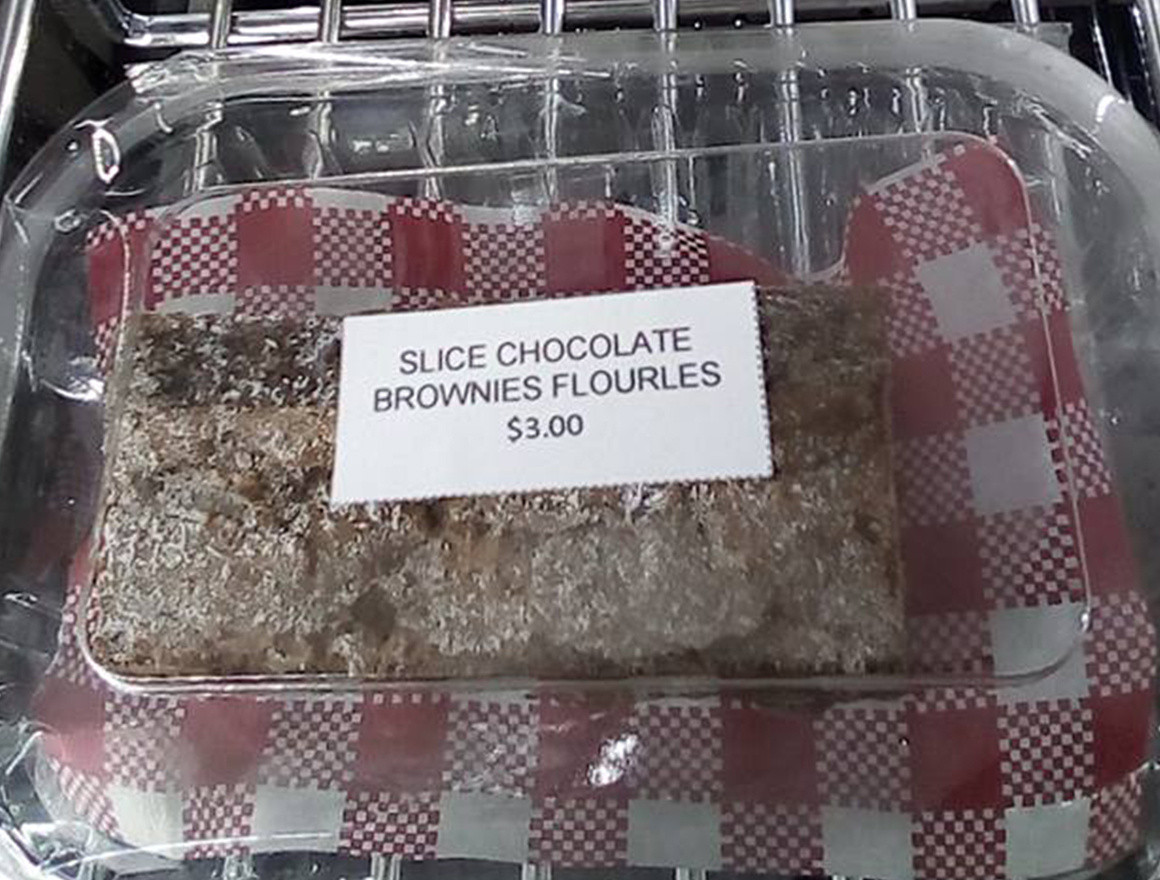 SLICE CHOCOLATE
BROWNIES FLOURLES
$3.00